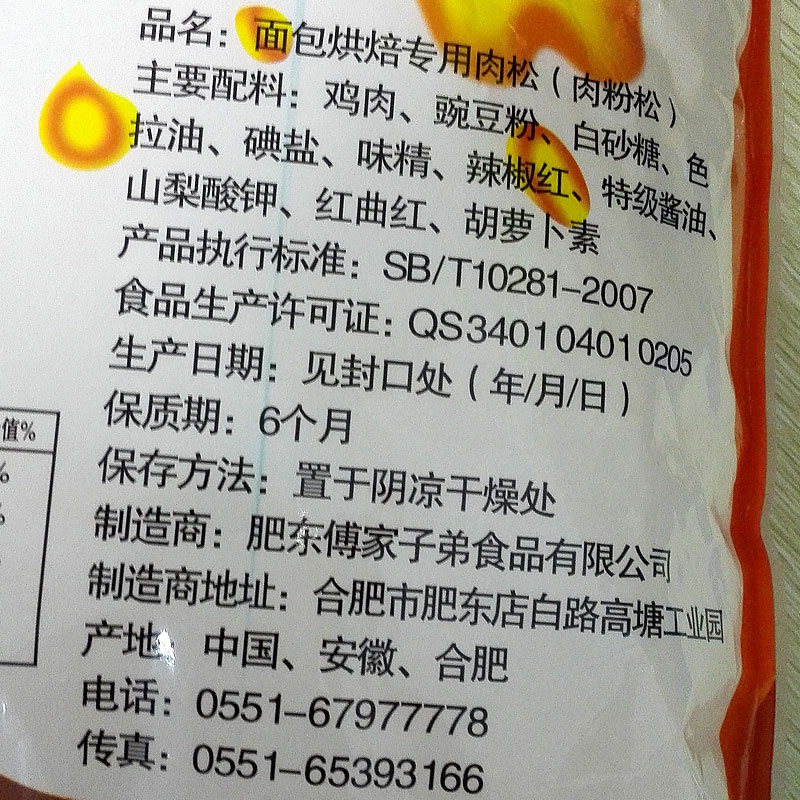 品名：面包烘焙专用肉松（肉粉松）
主要配料：鸡肉、豌豆粉、白砂糖、色
拉油、碘盐、味精、辣椒红、特级酱油、
山梨酸钾、红曲红、胡萝卜素
产品执行标准：SB/T10281-2007
食品生产许可证：QS340104010205
生产日期：见封口处（年/月/日）
保质期：6个月
保存方法：置于阴凉干燥处
制造商：肥东傅家子弟食品有限公司
制造商地址：合肥市肥东店白路高塘工业园
产地：中国、安徽、合肥
电话：0551-67977778
传真：0551-65393166
值%
%
%